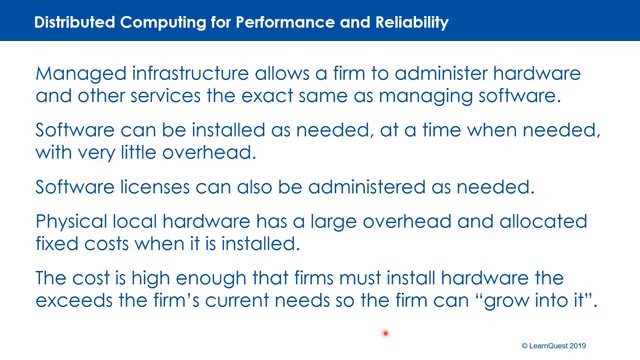 Distributed Computing for Performance and Reliability
Managed infrastructure allows a firm to administer hardware
and other services the exact same as managing software.
Software can be installed as needed, at a time when needed,
with very little overhead.
Software licenses can also be administered as needed.
Physical local hardware has a large overhead and allocated
fixed costs when it is installed.
The cost is high enough that firms must install hardware the
exceeds the firm’s current needs so the firm can “grow into it”.
© LearnQuest 2019